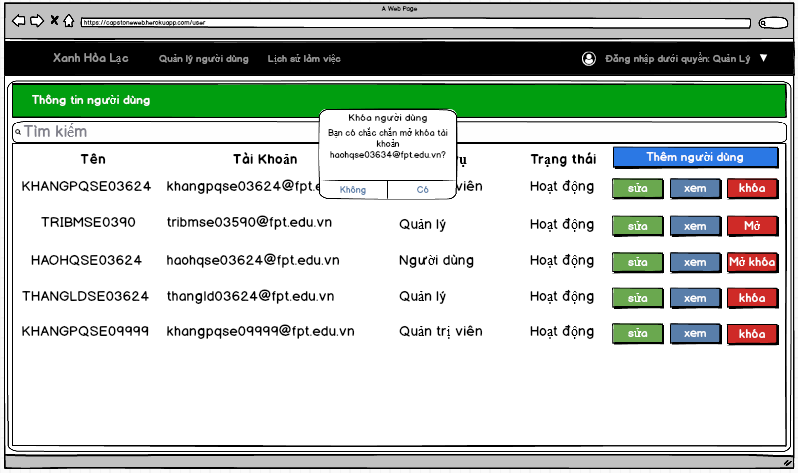 A Web Page
https://capstoneweb.herokuapp.com/user
Xanh Hòa Lạc Quản lý người dùng Lịch sử làm việc Đăng nhập dưới quyền: Quản Lý
Thông tin người dùng
Tìm kiếm
Khóa người dùng
Bạn có chắc chắn mở khóa tài
khoản
haohqse03634@fpt.edu.vn?
Không Có
Tên Tài Khoản vụ Trạng thái Thêm người dùng
KHANGPQSE03624 khangpqse03624@fpt.e viên Hoạt động sửa xem khóa
TRIBMSE0390 tribmse03590@fpt.edu.vn Quản lý Hoạt động sửa xem Mở
HAOHQSE03624 haohqse03624@fpt.edu.vn Người dùng Hoạt động sửa xem Mở khóa
THANGLDSE03624 thangld03624@fpt.edu.vn Quản lý Hoạt động sửa xem khóa
KHANGPQSE09999 khangpqse09999@fpt.edu.vn Quản trị viên Hoạt động sửa xem khóa